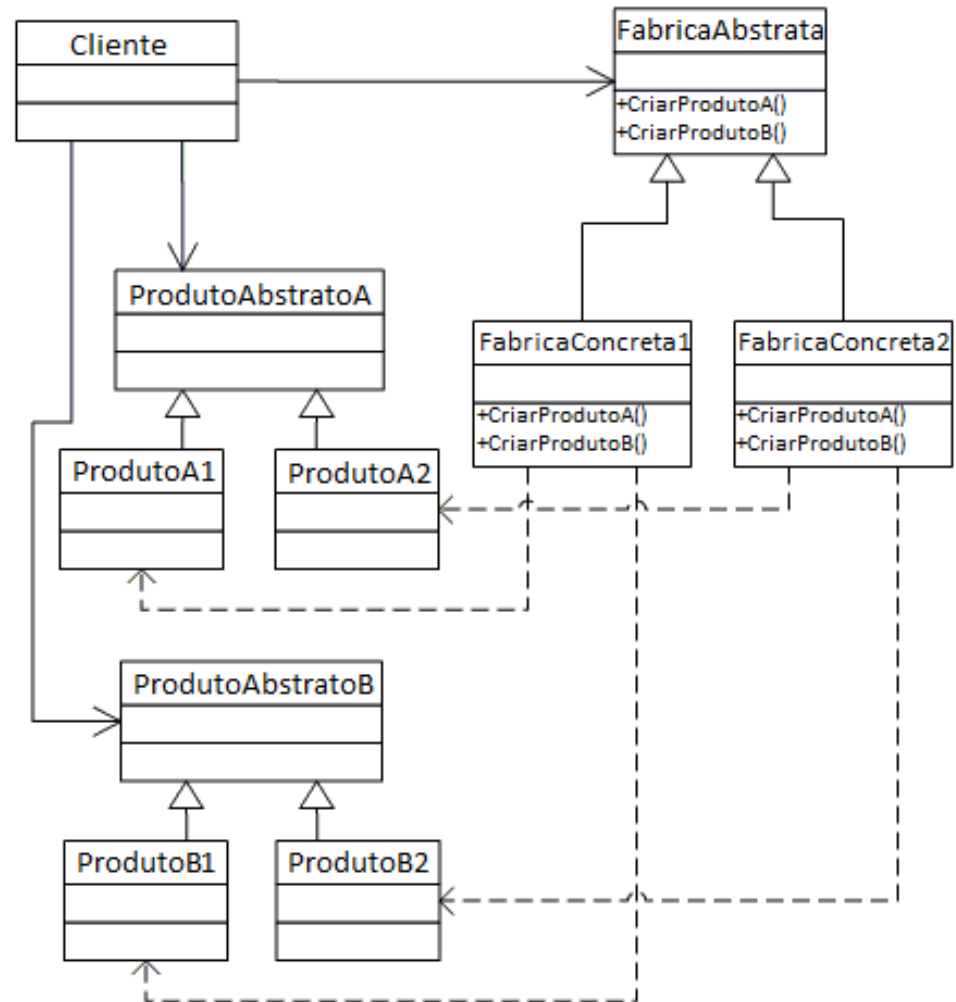 Cliente
FabricaAbstrata
+CriarProdutoA()
+CriarProdutoB()
ProdutoAbstratoA
FabricaConcreta1
+CriarProdutoA()
+CriarProdutoB()
FabricaConcreta2
+CriarProdutoA()
+CriarProdutoB()
ProdutoA1
ProdutoA2
ProdutoAbstratoB
ProdutoB1
ProdutoB2